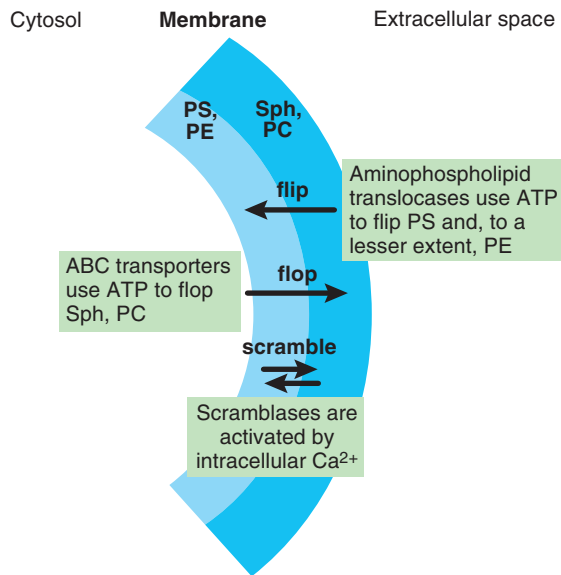 Cytosol
Membrane
Extracellular space
PS,
PE
Sph,
PC
flip
Aminophospholipid
translocases use ATP
to flip PS and, to a
lesser extent, PE
ABC transporters
use ATP to flop
Sph, PC
flop
scramble
Scramblases are
activated by
intracellular Ca²⁺